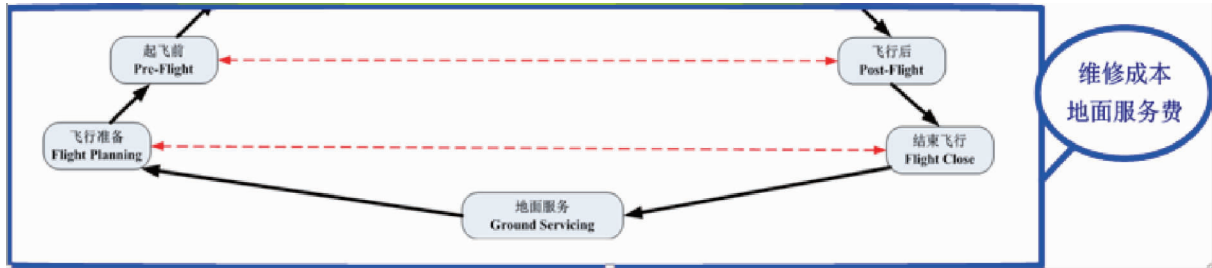 起飞前
Pre-Flight
飞行后
Post-Flight
维修成本
地面服务费
飞行准备
Flight Planning
结束飞行
Flight Close
地面服务
Ground Servicing